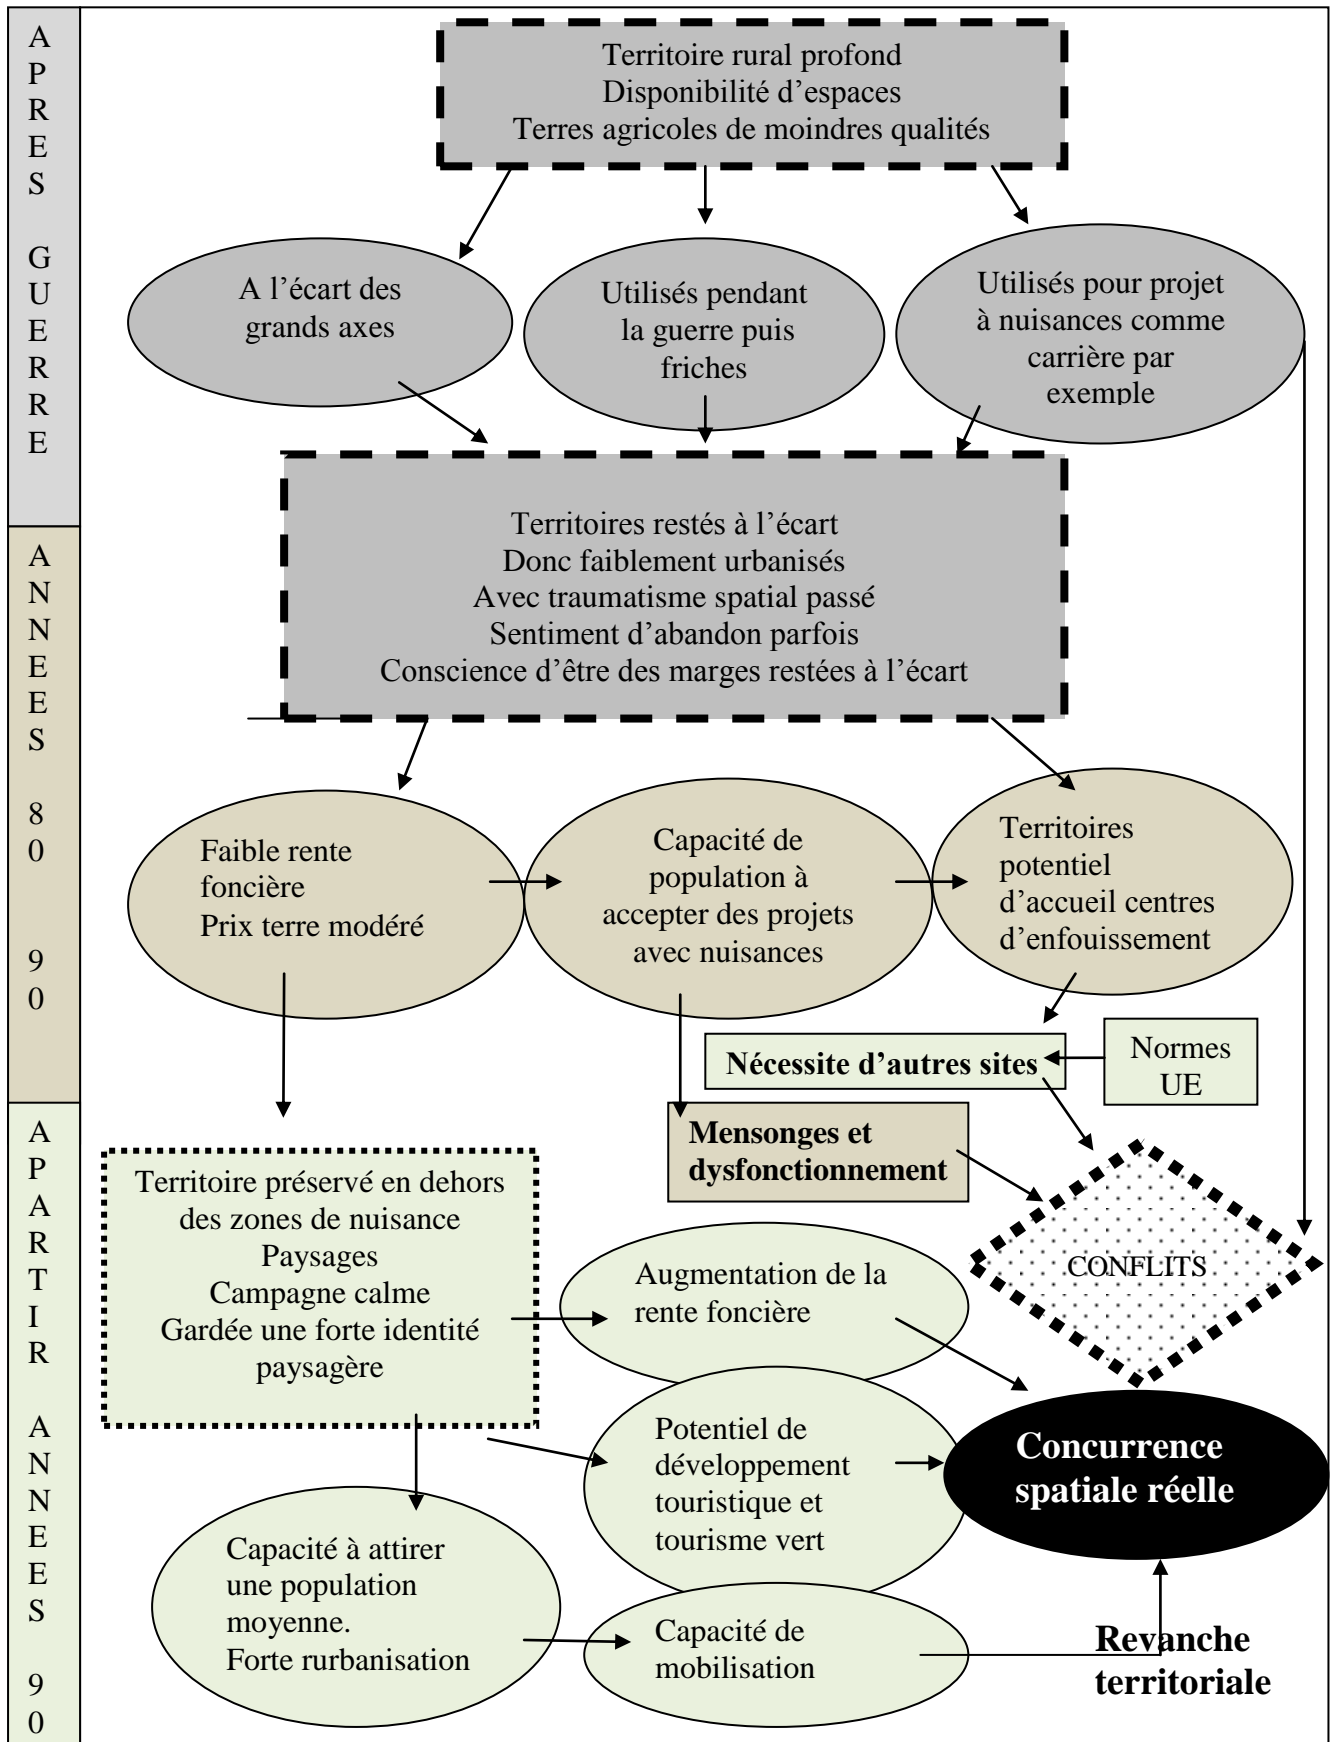 APRES GUERRE
Territoire rural profond
Disponibilité d’espaces
Terres agricoles de moindres qualités
A l’écart des
grands axes
Utilisés pendant
la guerre puis
friches
Utilisés pour projet
à nuisances comme
carrière par
exemple
Territoires restés à l’écart
Donc faiblement urbanisés
Avec traumatisme spatial passé
Sentiment d’abandon parfois
Conscience d’être des marges restées à l’écart
ANNEES 80 90
Faible rente
foncière
Prix terre modéré
Capacité de
population à
accepter des projets
avec nuisances
Territoires
potentiel
d’accueil centres
d’enfouissement
Nécessite d’autres sites
Normes
UE
Mensonges et
dysfonctionnement
APARTIR ANNEES 90
Territoire préservé en dehors
des zones de nuisance
Paysages
Campagne calme
Gardée une forte identité
paysagère
Augmentation de la
rente foncière
CONFLITS
Potentiel de
développement
touristique et
tourisme vert
Concurrence
spatiale réelle
Capacité à attirer
une population
moyenne.
Forte rurbanisation
Capacité de
mobilisation
Revanche
territoriale